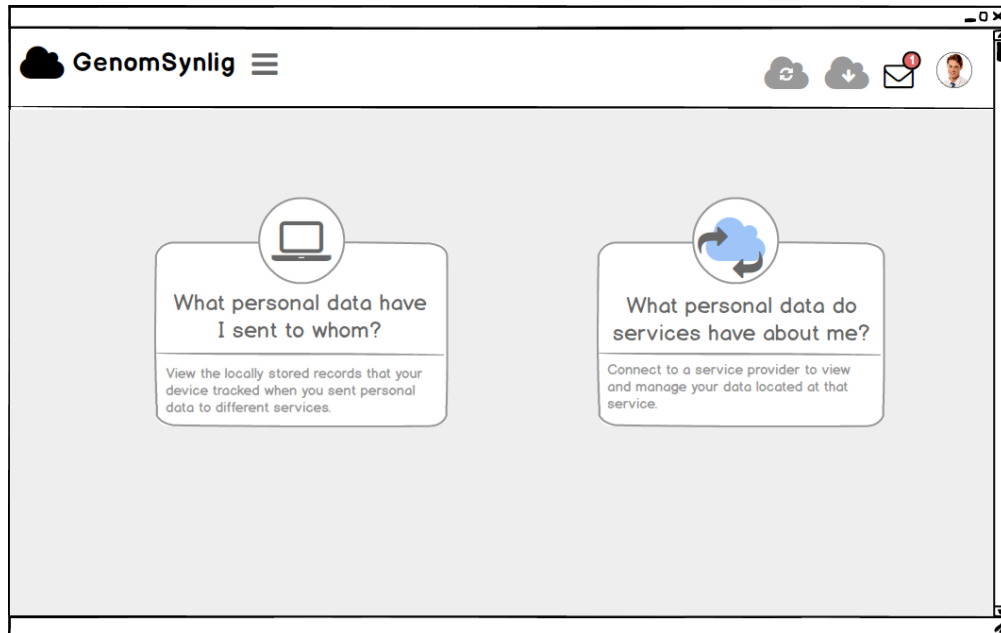 GenomSynlig
1
What personal data have
I sent to whom?
View the locally stored records that your
device tracked when you sent personal
data to different services.
What personal data do
services have about me?
Connect to a service provider to view
and manage your data located at that
service.